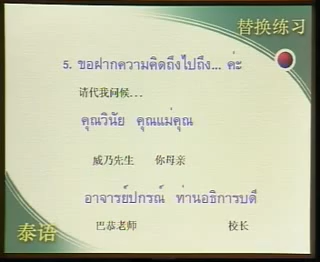 替换练习
5. ขอฝากความคิดถึงไปถึง... ค่ะ
请代我问候...
คุณวินัย คุณแม่คุณ
威乃先生 你母亲
อาจารย์ปกรณ์ ท่านอธิการบดี
巴恭老师 校长
泰语